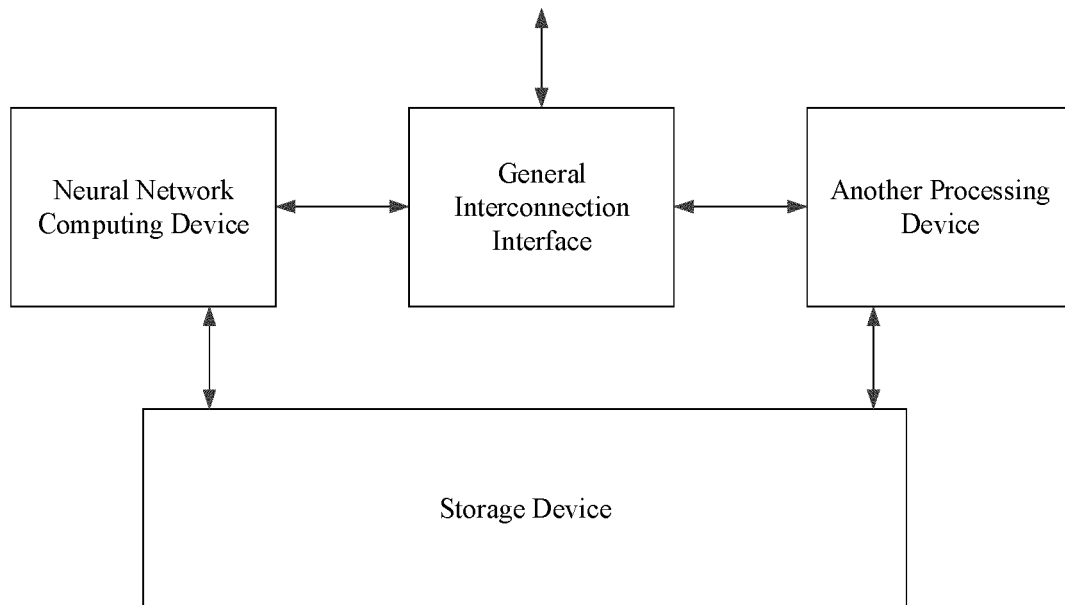 Neural Network
Computing Device
General
Interconnection
Interface
Another Processing
Device
Storage Device